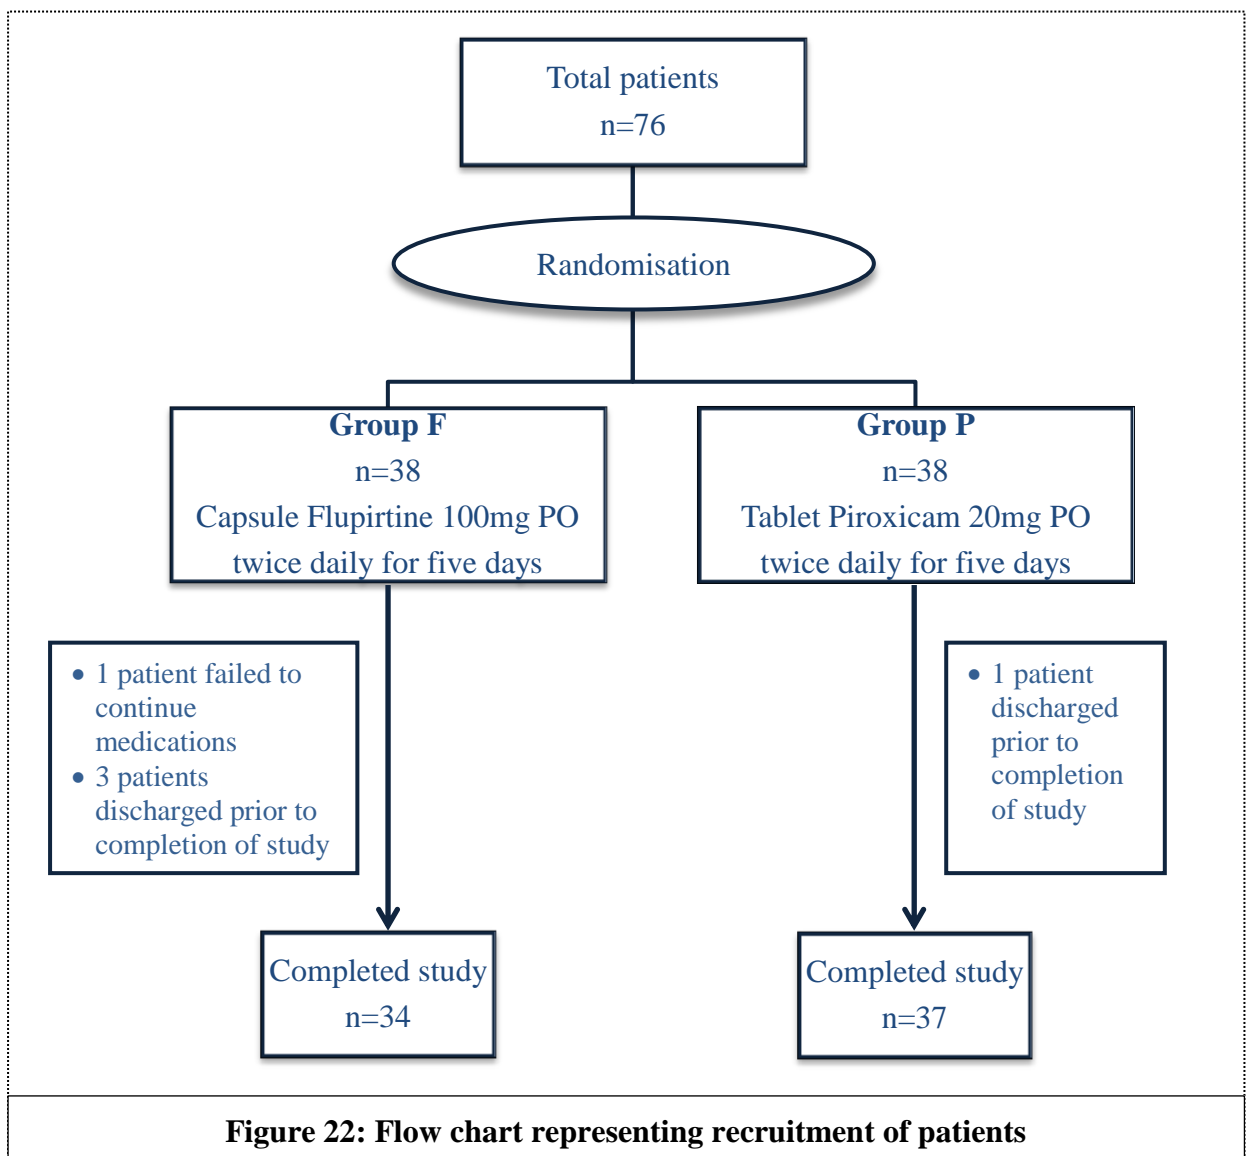 Total patients
n=76
Randomisation
Group F
n=38
Capsule Flupirtine 100mg PO
twice daily for five days
Group P
n=38
Tablet Piroxicam 20mg PO
twice daily for five days
• 1 patient failed to
continue
medications
• 3 patients
discharged prior to
completion of study
• 1 patient
discharged
prior to
completion
of study
Completed study
n=34
Completed study
n=37
Figure 22: Flow chart representing recruitment of patients